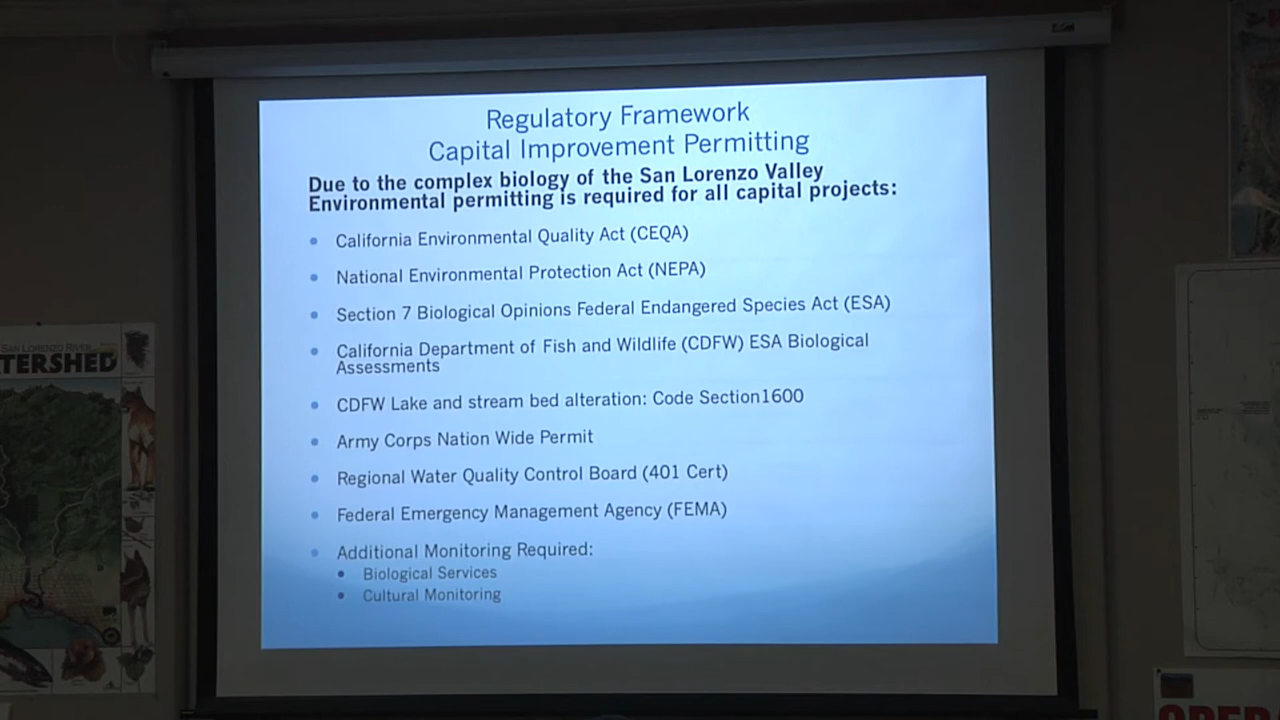 Regulatory Framework
Capital Improvement Permitting
Due to the complex biology of the San Lorenzo Valley
Environmental permitting is required for all capital projects:
• California Environmental Quality Act (CEQA)
• National Environmental Protection Act (NEPA)
• Section 7 Biological Opinions Federal Endangered Species Act (ESA)
• California Department of Fish and Wildlife (CDFW) ESA Biological
Assessments
• CDFW Lake and stream bed alteration: Code Section1600
• Army Corps Nation Wide Permit
• Regional Water Quality Control Board (401 Cert)
• Federal Emergency Management Agency (FEMA)
• Additional Monitoring Required:
• Biological Services
• Cultural Monitoring
SAN LORENZO RIVER
TERSHED
OPER